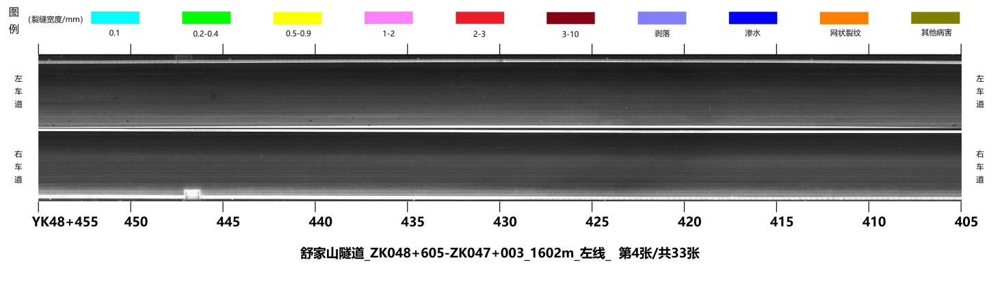 图例
(裂缝宽度/mm)
0.1 0.2-0.4 0.5-0.9 1-2 2-3 3-10 剥落 渗水 网状裂纹 其他病害
左车道 左车道
右车道 右车道
YK48+455 450 445 440 435 430 425 420 415 410 405
舒家山隧道_ZK048+605-ZK047+003_1602m_左线_ 第4张/共33张